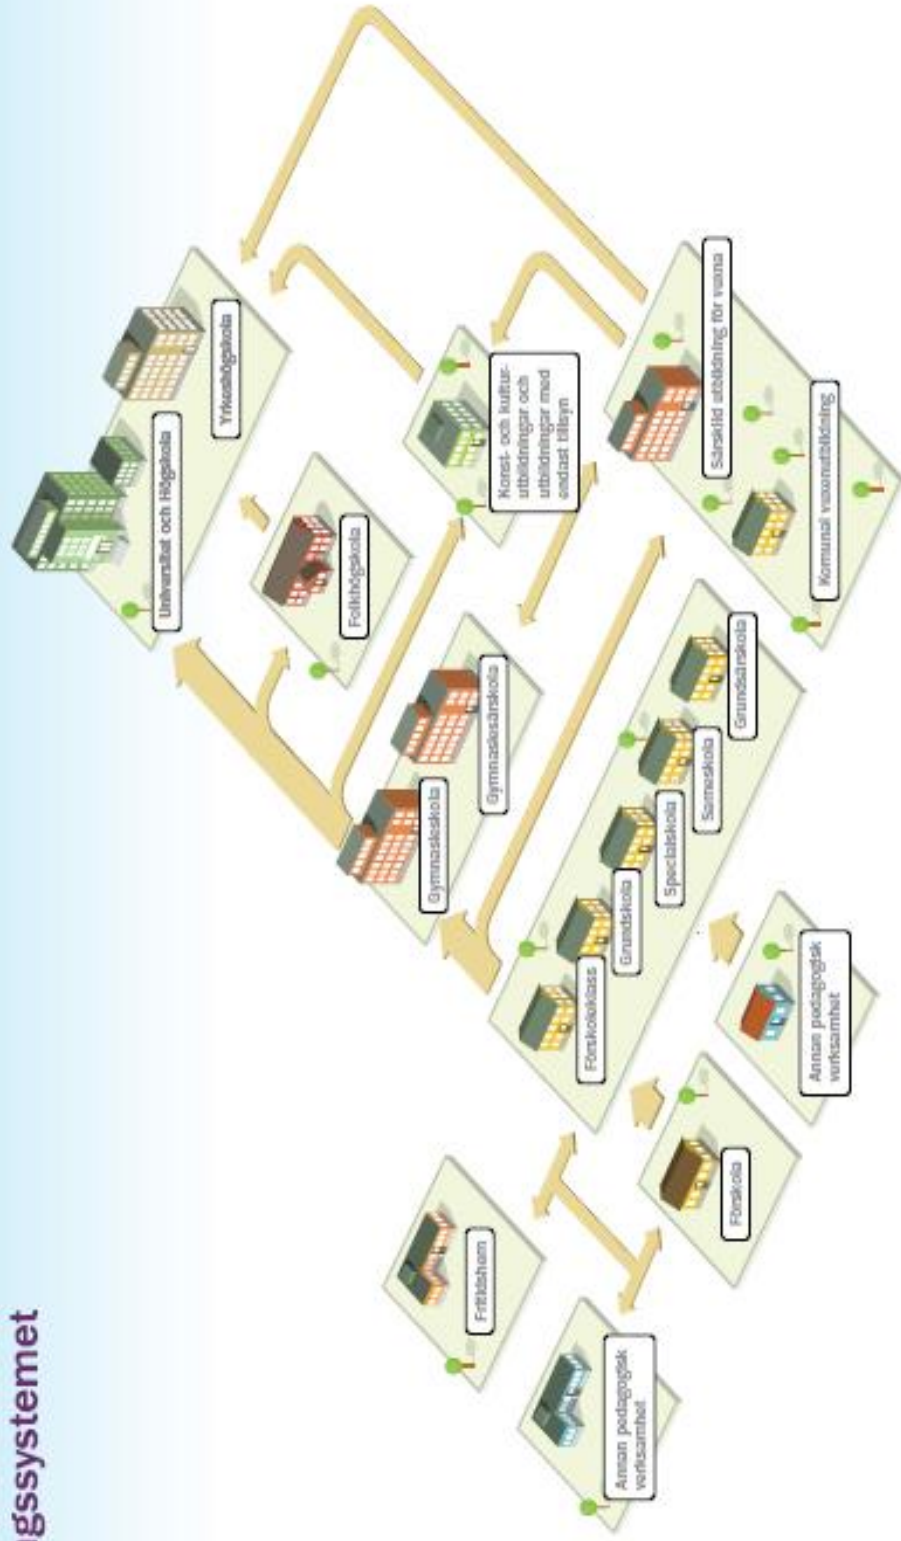 gssystemet
Universitet och Högskola
Yrkeshögskola
Folkhögskola
Konst- och kultur-
utbildningar och
utbildningar med
endast tillsyn
Gymnasieskola
Gymnasiesärskola
Särskild utbildning för vuxna
Komunal vuxenutbildning
Förskoleklass
Grundskola
Specialskola
Sameskola
Grundsärskola
Fritidshem
Annan pedagogisk
verksamhet
Förskola
Annan pedagogisk
verksamhet